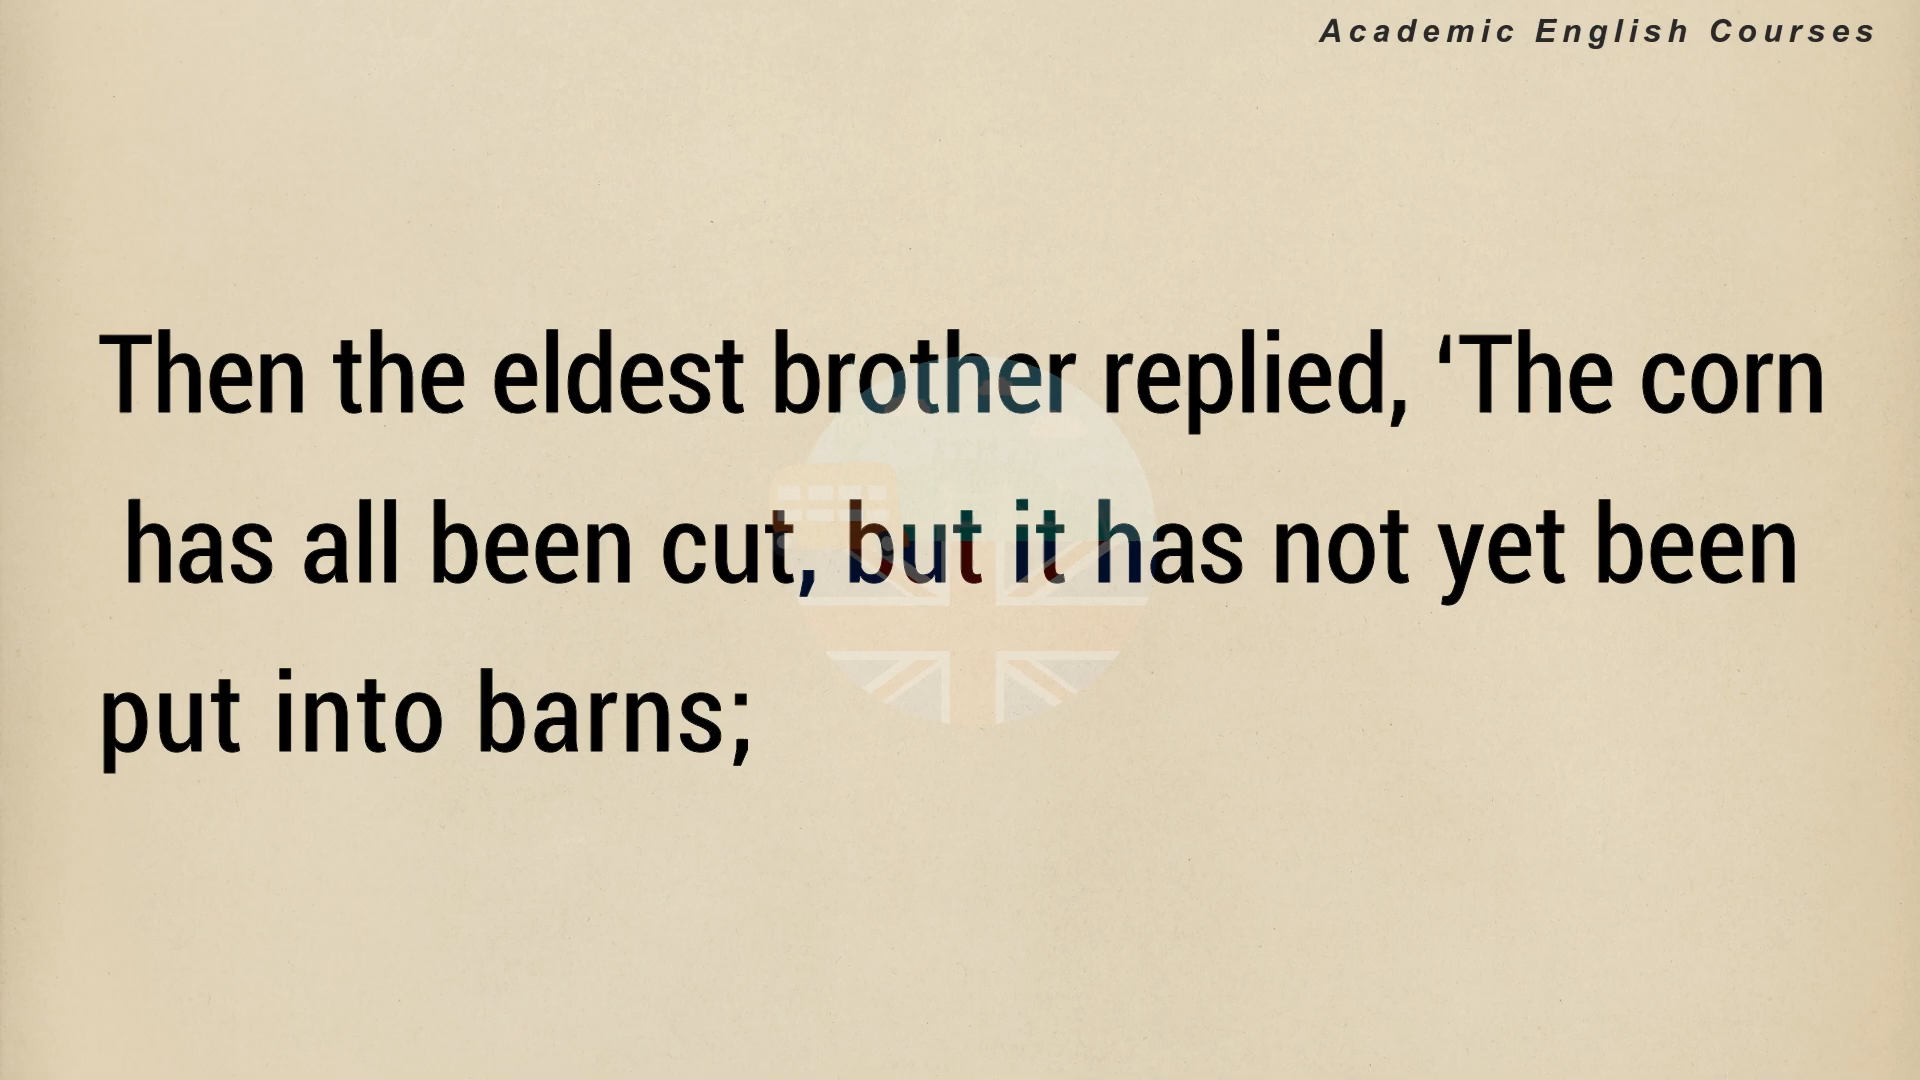 Academic English Courses
Then the eldest brother replied, ‘The corn
has all been cut, but it has not yet been
put into barns;